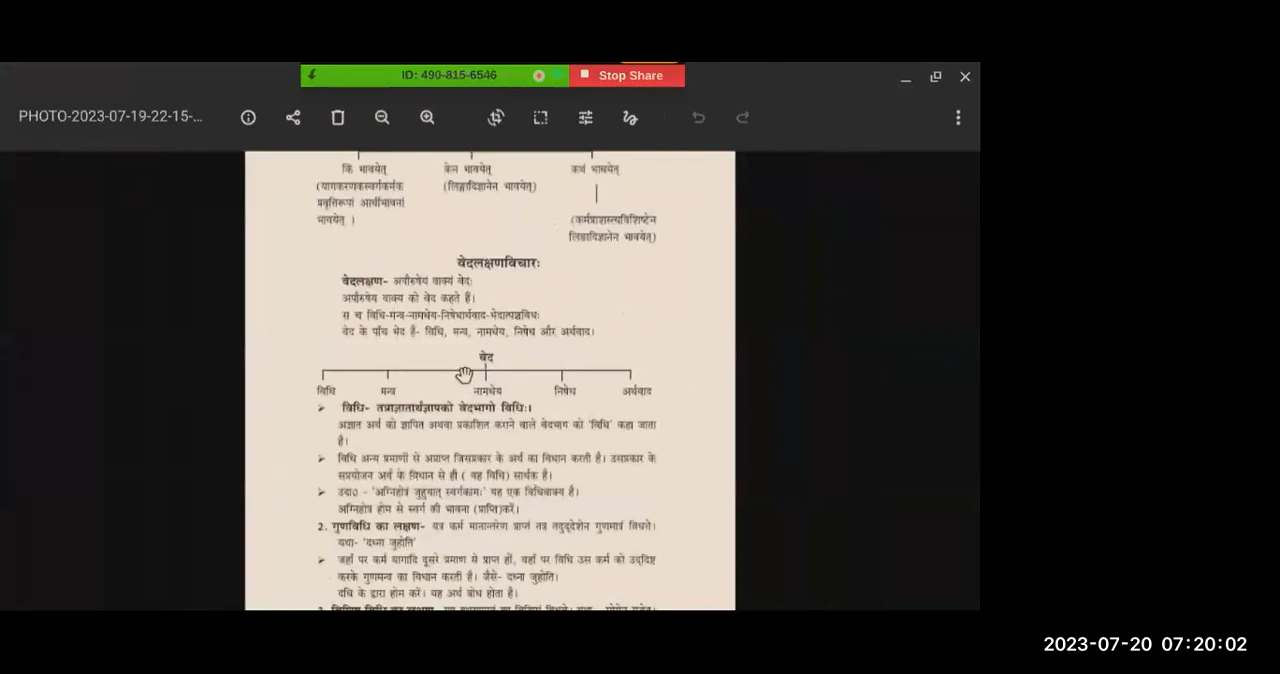 ID: 490-815-6546
Stop Share
PHOTO-2023-07-19-22-15-...
किं भावयेत् केन भावयेत् कथं भावयेत्
(यागकरणकस्वर्गकर्मक (लिङ्गादिज्ञानेन भावयेत्)
प्रवृत्तिरूपां आर्थीभावनां
भावयेत् )
(कर्मप्राशस्त्यविशिष्टेन
लिङ्गादिज्ञानेन भावयेत्)
वेदलक्षणविचारः
वेदलक्षण- अपौरुषेयं वाक्यं वेदः
अपौरुषेय वाक्य को वेद कहते हैं।
स च विधि-मन्त्र-नामधेय-निषेधार्थवाद-भेदात्पञ्चविधः
वेद के पाँच भेद हैं- विधि, मन्त्र, नामधेय, निषेध और अर्थवाद।
वेद
विधि मन्त्र नामधेय निषेध अर्थवाद
➢ विधि- तत्राज्ञातार्थज्ञापको वेदभागो विधिः।
अज्ञात अर्थ को ज्ञापित अथवा प्रकाशित कराने वाले वेदभाग को 'विधि' कहा जाता
है।
➢ विधि अन्य प्रमाणों से अप्राप्त जिसप्रकार के अर्थ का विधान करती है। उसप्रकार के
सप्रयोजन अर्थ के विधान से ही ( वह विधि) सार्थक है।
➢ उदा० - 'अग्निहोत्रं जुहुयात् स्वर्गकामः' यह एक विधिवाक्य है।
अग्निहोत्र होम से स्वर्ग की भावना (प्राप्ति)करें।
2. गुणविधि का लक्षण- यत्र कर्म मानान्तरेण प्राप्तं तत्र तदुद्देशेन गुणमात्रं विधत्ते।
यथा- 'दध्ना जुहोति'
➢ जहाँ पर कर्म यागादि दूसरे प्रमाण से प्राप्त हों, वहाँ पर विधि उस कर्म को उद्दिष्ट
करके गुणमन्त्र का विधान करती है। जैसे- दध्ना जुहोति।
दधि के द्वारा होम करें। यह अर्थ बोध होता है।
2023-07-20 07:20:02